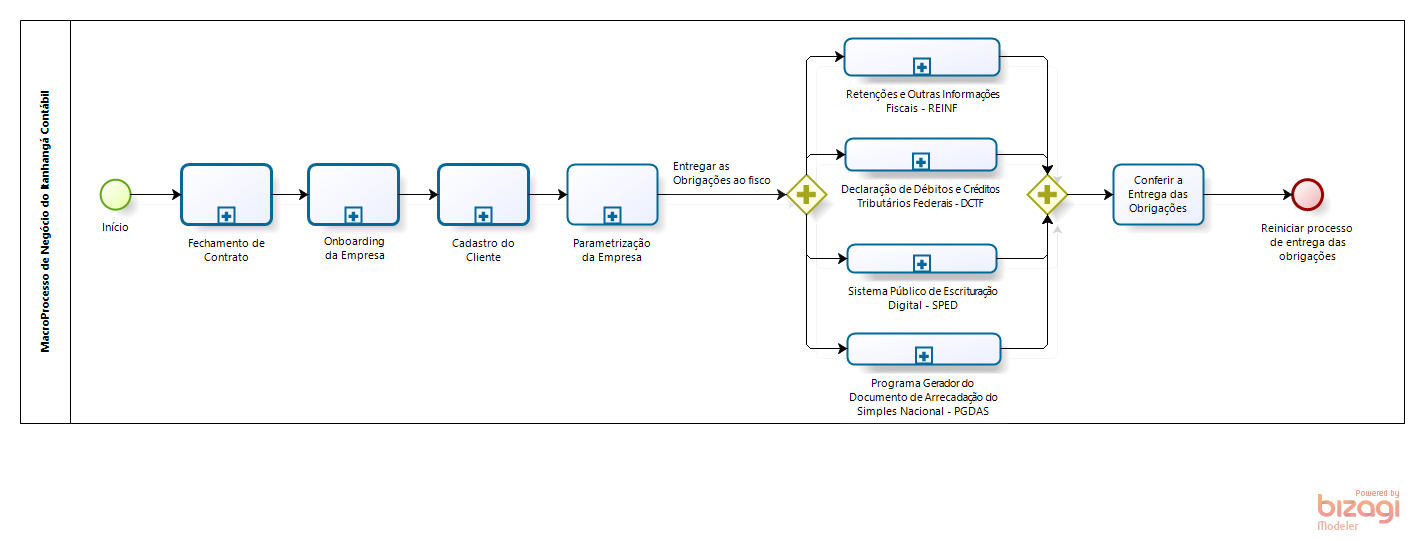 MacroProcesso de Negócio do Itanhangá Contábil
Início
Fechamento de
Contrato
Onboarding
da Empresa
Cadastro do
Cliente
Parametrização
da Empresa
Entregar as
Obrigações ao fisco
Retenções e Outras Informações
Fiscais - REINF
Declaração de Débitos e Créditos
Tributários Federais - DCTF
Sistema Público de Escrituração
Digital - SPED
Programa Gerador do
Documento de Arrecadação do
Simples Nacional - PGDAS
Conferir a
Entrega das
Obrigações
Reiniciar processo
de entrega das
obrigações
Powered by
bizagi
Modeler